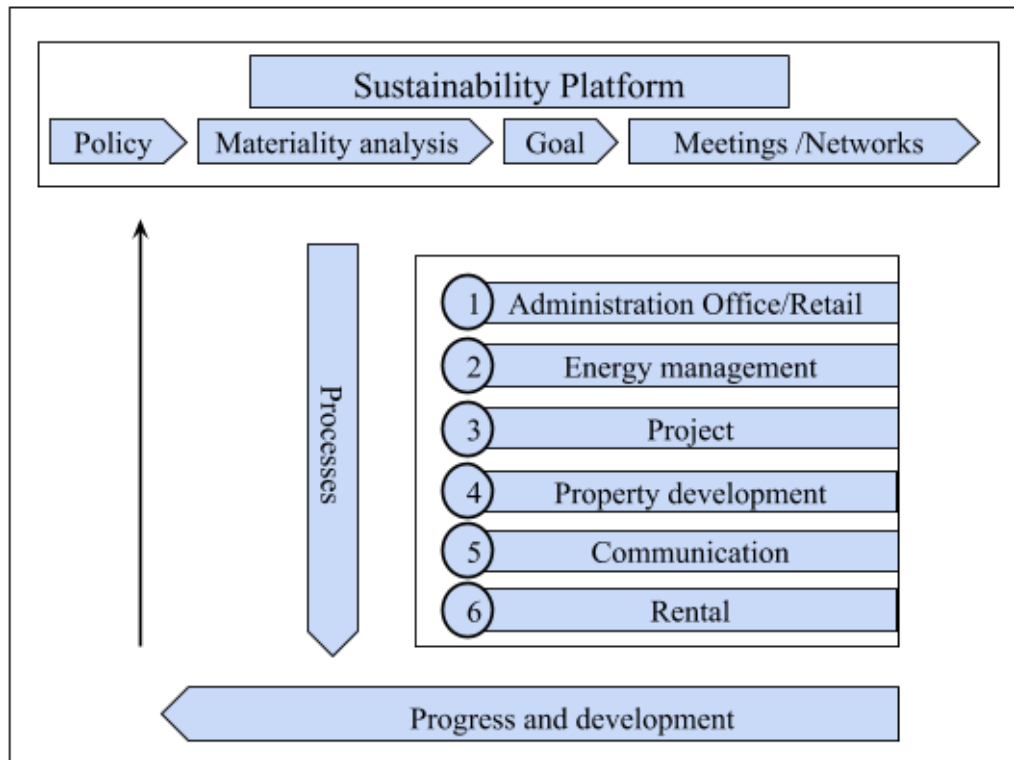 Sustainability Platform
Policy
Materiality analysis
Goal
Meetings /Networks
Processes
1 Administration Office/Retail
2 Energy management
3 Project
4 Property development
5 Communication
6 Rental
Progress and development